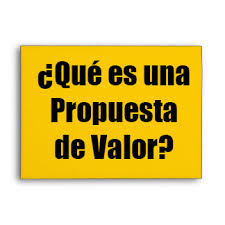 ¿Qué es una
Propuesta
de Valor?